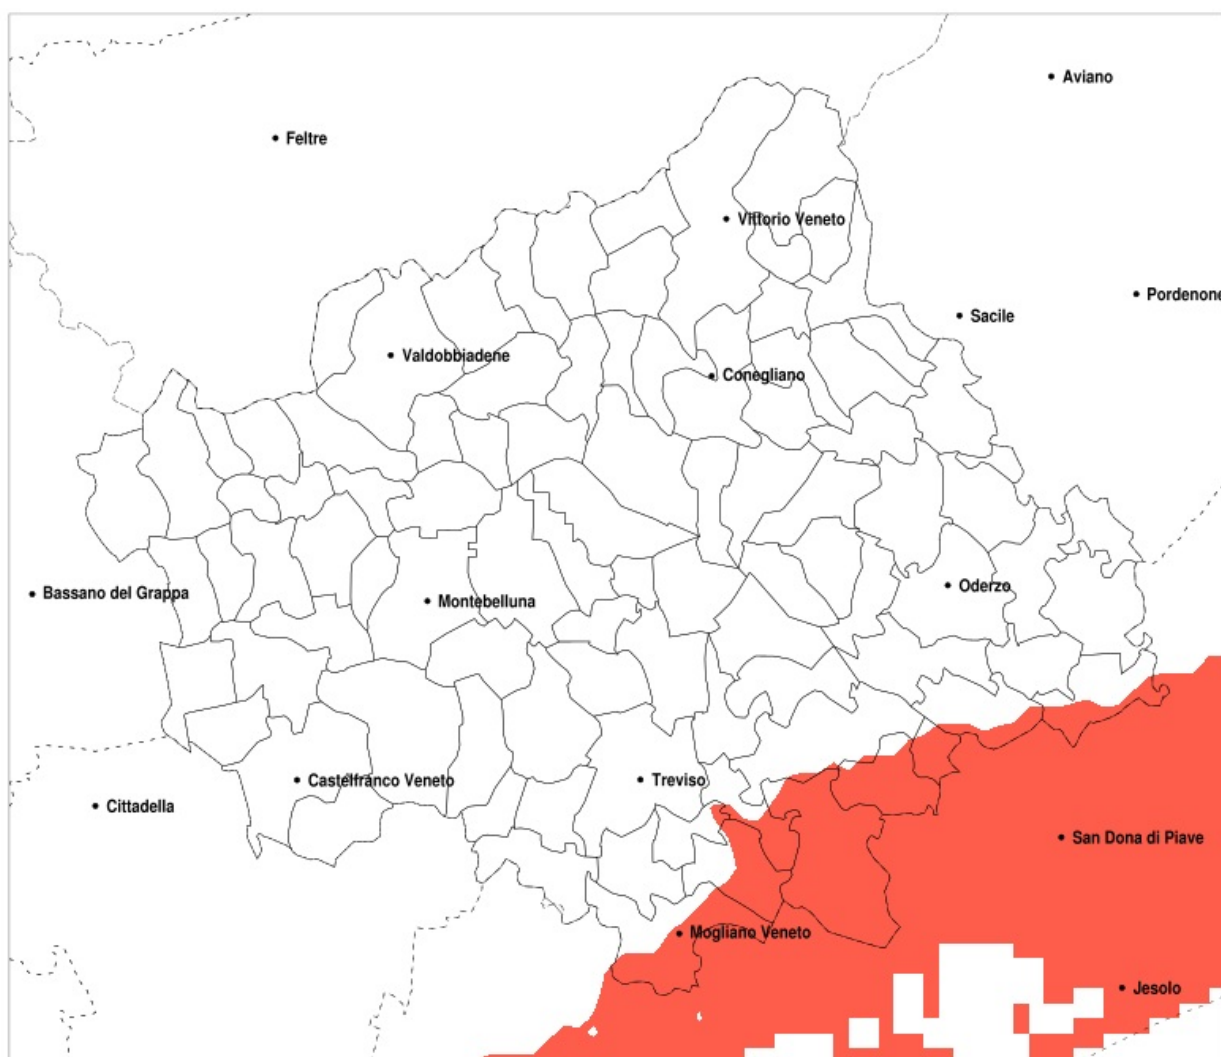 Aviano
Feltre
Vittorio Veneto
Pordenone
Sacile
Valdobbiadene
Conegliano
Oderzo
Bassano del Grappa
Montebelluna
Castelfranco Veneto
Treviso
Cittadella
San Dona di Piave
Mogliano Veneto
Jesolo